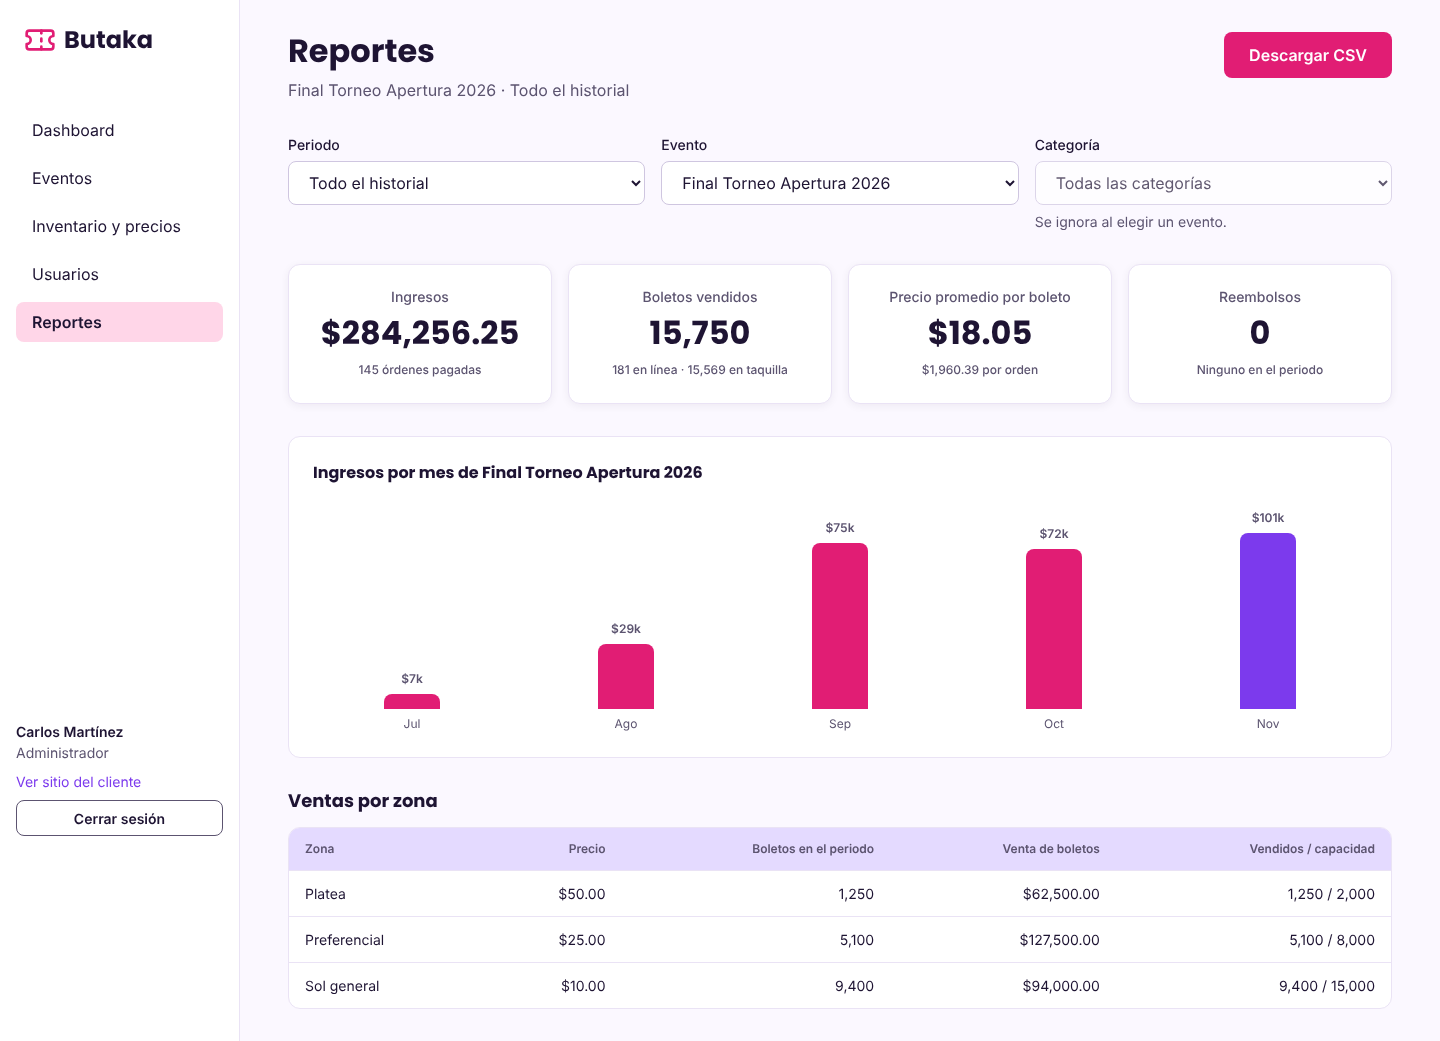 Butaka
Dashboard
Eventos
Inventario y precios
Usuarios
Reportes
Carlos Martínez
Administrador
Ver sitio del cliente
Cerrar sesión
Reportes
Final Torneo Apertura 2026 · Todo el historial
Descargar CSV
Periodo
Todo el historial
Evento
Final Torneo Apertura 2026
Categoría
Todas las categorías
Se ignora al elegir un evento.
Ingresos
$284,256.25
145 órdenes pagadas
Boletos vendidos
15,750
181 en línea · 15,569 en taquilla
Precio promedio por boleto
$18.05
$1,960.39 por orden
Reembolsos
0
Ninguno en el periodo
Ingresos por mes de Final Torneo Apertura 2026
$7k
$29k
$75k
$72k
$101k
Jul
Ago
Sep
Oct
Nov
Ventas por zona
Zona Precio Boletos en el periodo Venta de boletos Vendidos / capacidad
Platea $50.00 1,250 $62,500.00 1,250 / 2,000
Preferencial $25.00 5,100 $127,500.00 5,100 / 8,000
Sol general $10.00 9,400 $94,000.00 9,400 / 15,000